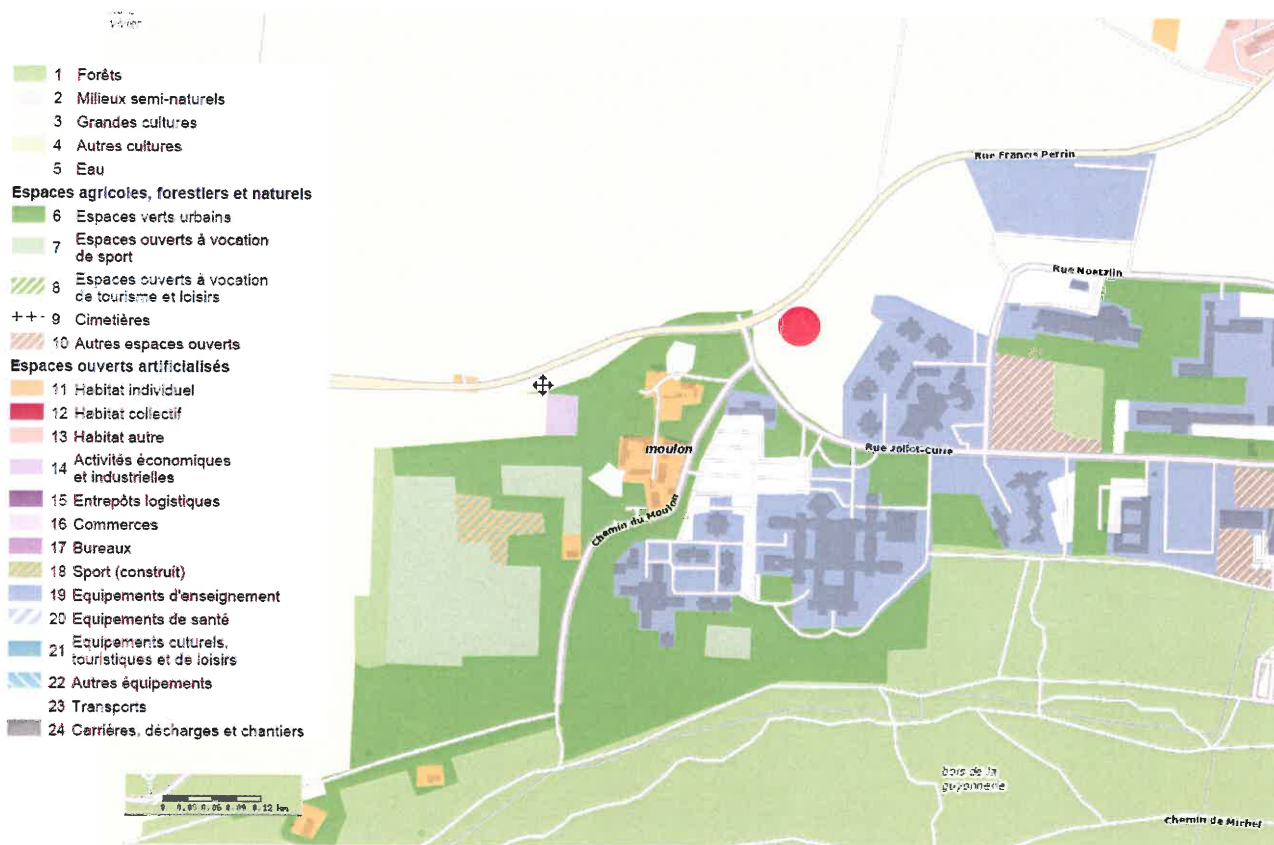 1 Forêts
2 Milieux semi-naturels
3 Grandes cultures
4 Autres cultures
5 Eau
Espaces agricoles, forestiers et naturels
6 Espaces verts urbains
7 Espaces ouverts à vocation
de sport
8 Espaces ouverts à vocation
de tourisme et loisirs
9 Cimetières
10 Autres espaces ouverts
Espaces ouverts artificialisés
11 Habitat individuel
12 Habitat collectif
13 Habitat autre
14 Activités économiques
et industrielles
15 Entrepôts logistiques
16 Commerces
17 Bureaux
18 Sport (construit)
19 Equipements d'enseignement
20 Equipements de santé
21 Equipements culturels,
touristiques et de loisirs
22 Autres équipements
23 Transports
24 Carrières, décharges et chantiers
Rue Francis Perrin
Rue Noetzlin
moulon
Rue Joliot-Curie
Chemin du Moulon
bois de la
guyonnerie
Chemin de Michel
0.12 km